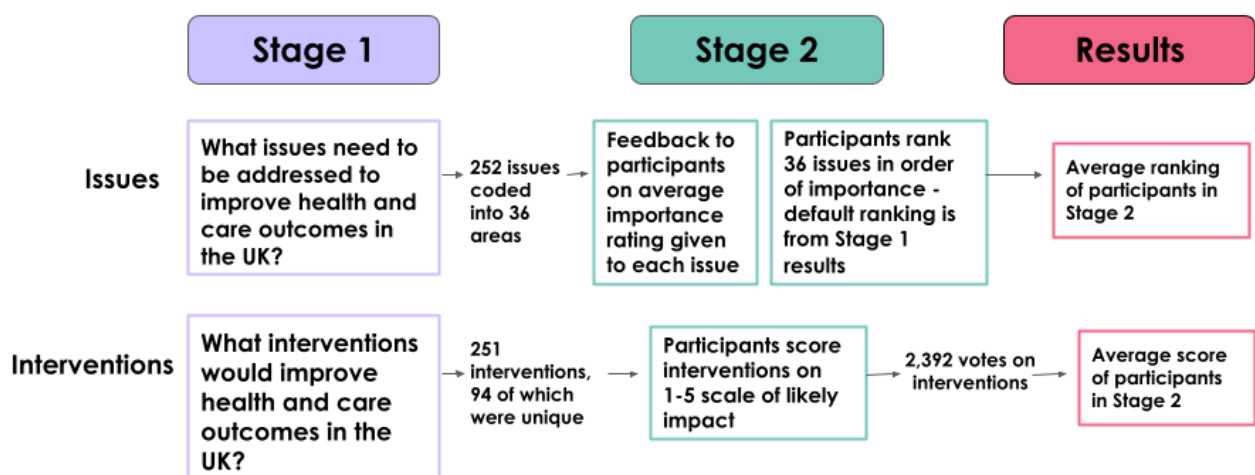 Stage 1
Stage 2
Results
Issues
What issues need to
be addressed to
improve health and
care outcomes in
the UK?
252 issues
coded
into 36
areas
Feedback to
participants
on average
importance
rating given
to each issue
Participants rank
36 issues in order
of importance -
default ranking is
from Stage 1
results
Average ranking
of participants in
Stage 2
Interventions
What interventions
would improve
health and care
outcomes in the
UK?
251
interventions,
94 of which
were unique
Participants score
interventions on
1-5 scale of likely
impact
2,392 votes on
interventions
Average score
of participants
in Stage 2